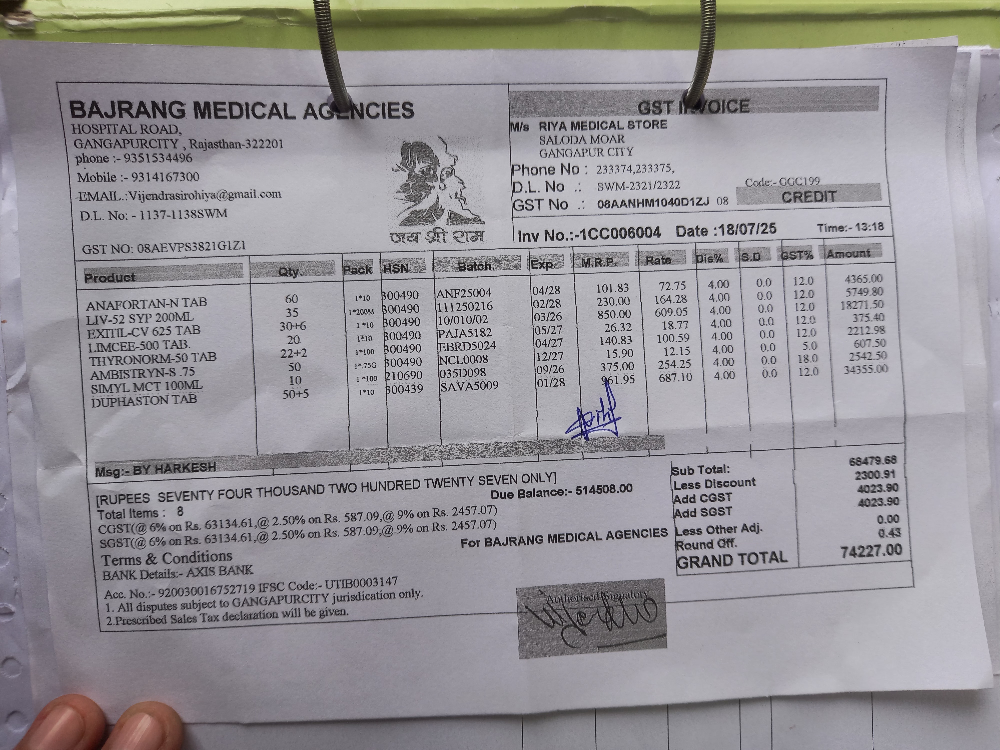 BAJRANG MEDICAL AGENCIES
HOSPITAL ROAD,
GANGAPURCITY , Rajasthan-322201
phone :- 9351534496
Mobile :- 9314167300
EMAIL.:Vijendrasirohiya@gmail.com
D.L. No: - 1137-1138SWM
GST NO: 08AEVPS3821G1Z1
जय श्री राम
GST INVOICE
M/s RIYA MEDICAL STORE
SALODA MOAR
GANGAPUR CITY
Phone No : 233374,233375,
D.L. No .: SWM-2321/2322 Code:- GGC199
GST No .: 08AANHM1040D1ZJ 08 CREDIT
Inv No.:-1CC006004 Date :18/07/25 Time:- 13:18
Product Qty. Pack HSN Batch. Exp. M.R.P. Rate Dis% S.D GST% Amount
ANAFORTAN-N TAB 60 1*10 300490 ANF25004 04/28 101.83 72.75 4.00 0.0 12.0 4365.00
LIV-52 SYP 200ML 35 1*200M 300490 111250216 02/28 230.00 164.28 4.00 0.0 12.0 5749.80
EXITIL-CV 625 TAB 30+6 1*10 300490 10/010/02 03/26 850.00 609.05 4.00 0.0 12.0 18271.50
LIMCEE-500 TAB. 20 1*10 300490 PAJA5182 05/27 26.32 18.77 4.00 0.0 12.0 375.40
THYRONORM-50 TAB 22+2 1*100 300490 EBRD5024 04/27 140.83 100.59 4.00 0.0 12.0 2212.98
AMBISTRYN-S .75 50 1*.75G 300490 NCL0008 12/27 15.90 12.15 4.00 0.0 5.0 607.50
SIMYL MCT 100ML 10 1*100 210690 035D098 09/26 375.00 254.25 4.00 0.0 18.0 2542.50
DUPHASTON TAB 50+5 1*10 300439 SAVA5009 01/28 961.95 687.10 4.00 0.0 12.0 34355.00
Msg:- BY HARKESH
[RUPEES SEVENTY FOUR THOUSAND TWO HUNDRED TWENTY SEVEN ONLY]
Total Items : 8 Due Balance:- 514508.00
CGST(@ 6% on Rs. 63134.61,@ 2.50% on Rs. 587.09,@ 9% on Rs. 2457.07)
SGST(@ 6% on Rs. 63134.61,@ 2.50% on Rs. 587.09,@ 9% on Rs. 2457.07)
Sub Total: 68479.68
Less Discount 2300.91
Add CGST 4023.90
Add SGST 4023.90
Less Other Adj. 0.00
Round Off. 0.43
GRAND TOTAL 74227.00
For BAJRANG MEDICAL AGENCIES
Terms & Conditions
BANK Details:- AXIS BANK
Acc. No.:- 920030016752719 IFSC Code:- UTIB0003147
1. All disputes subject to GANGAPURCITY jurisdication only.
2.Prescribed Sales Tax declaration will be given.
Authorised Signatory